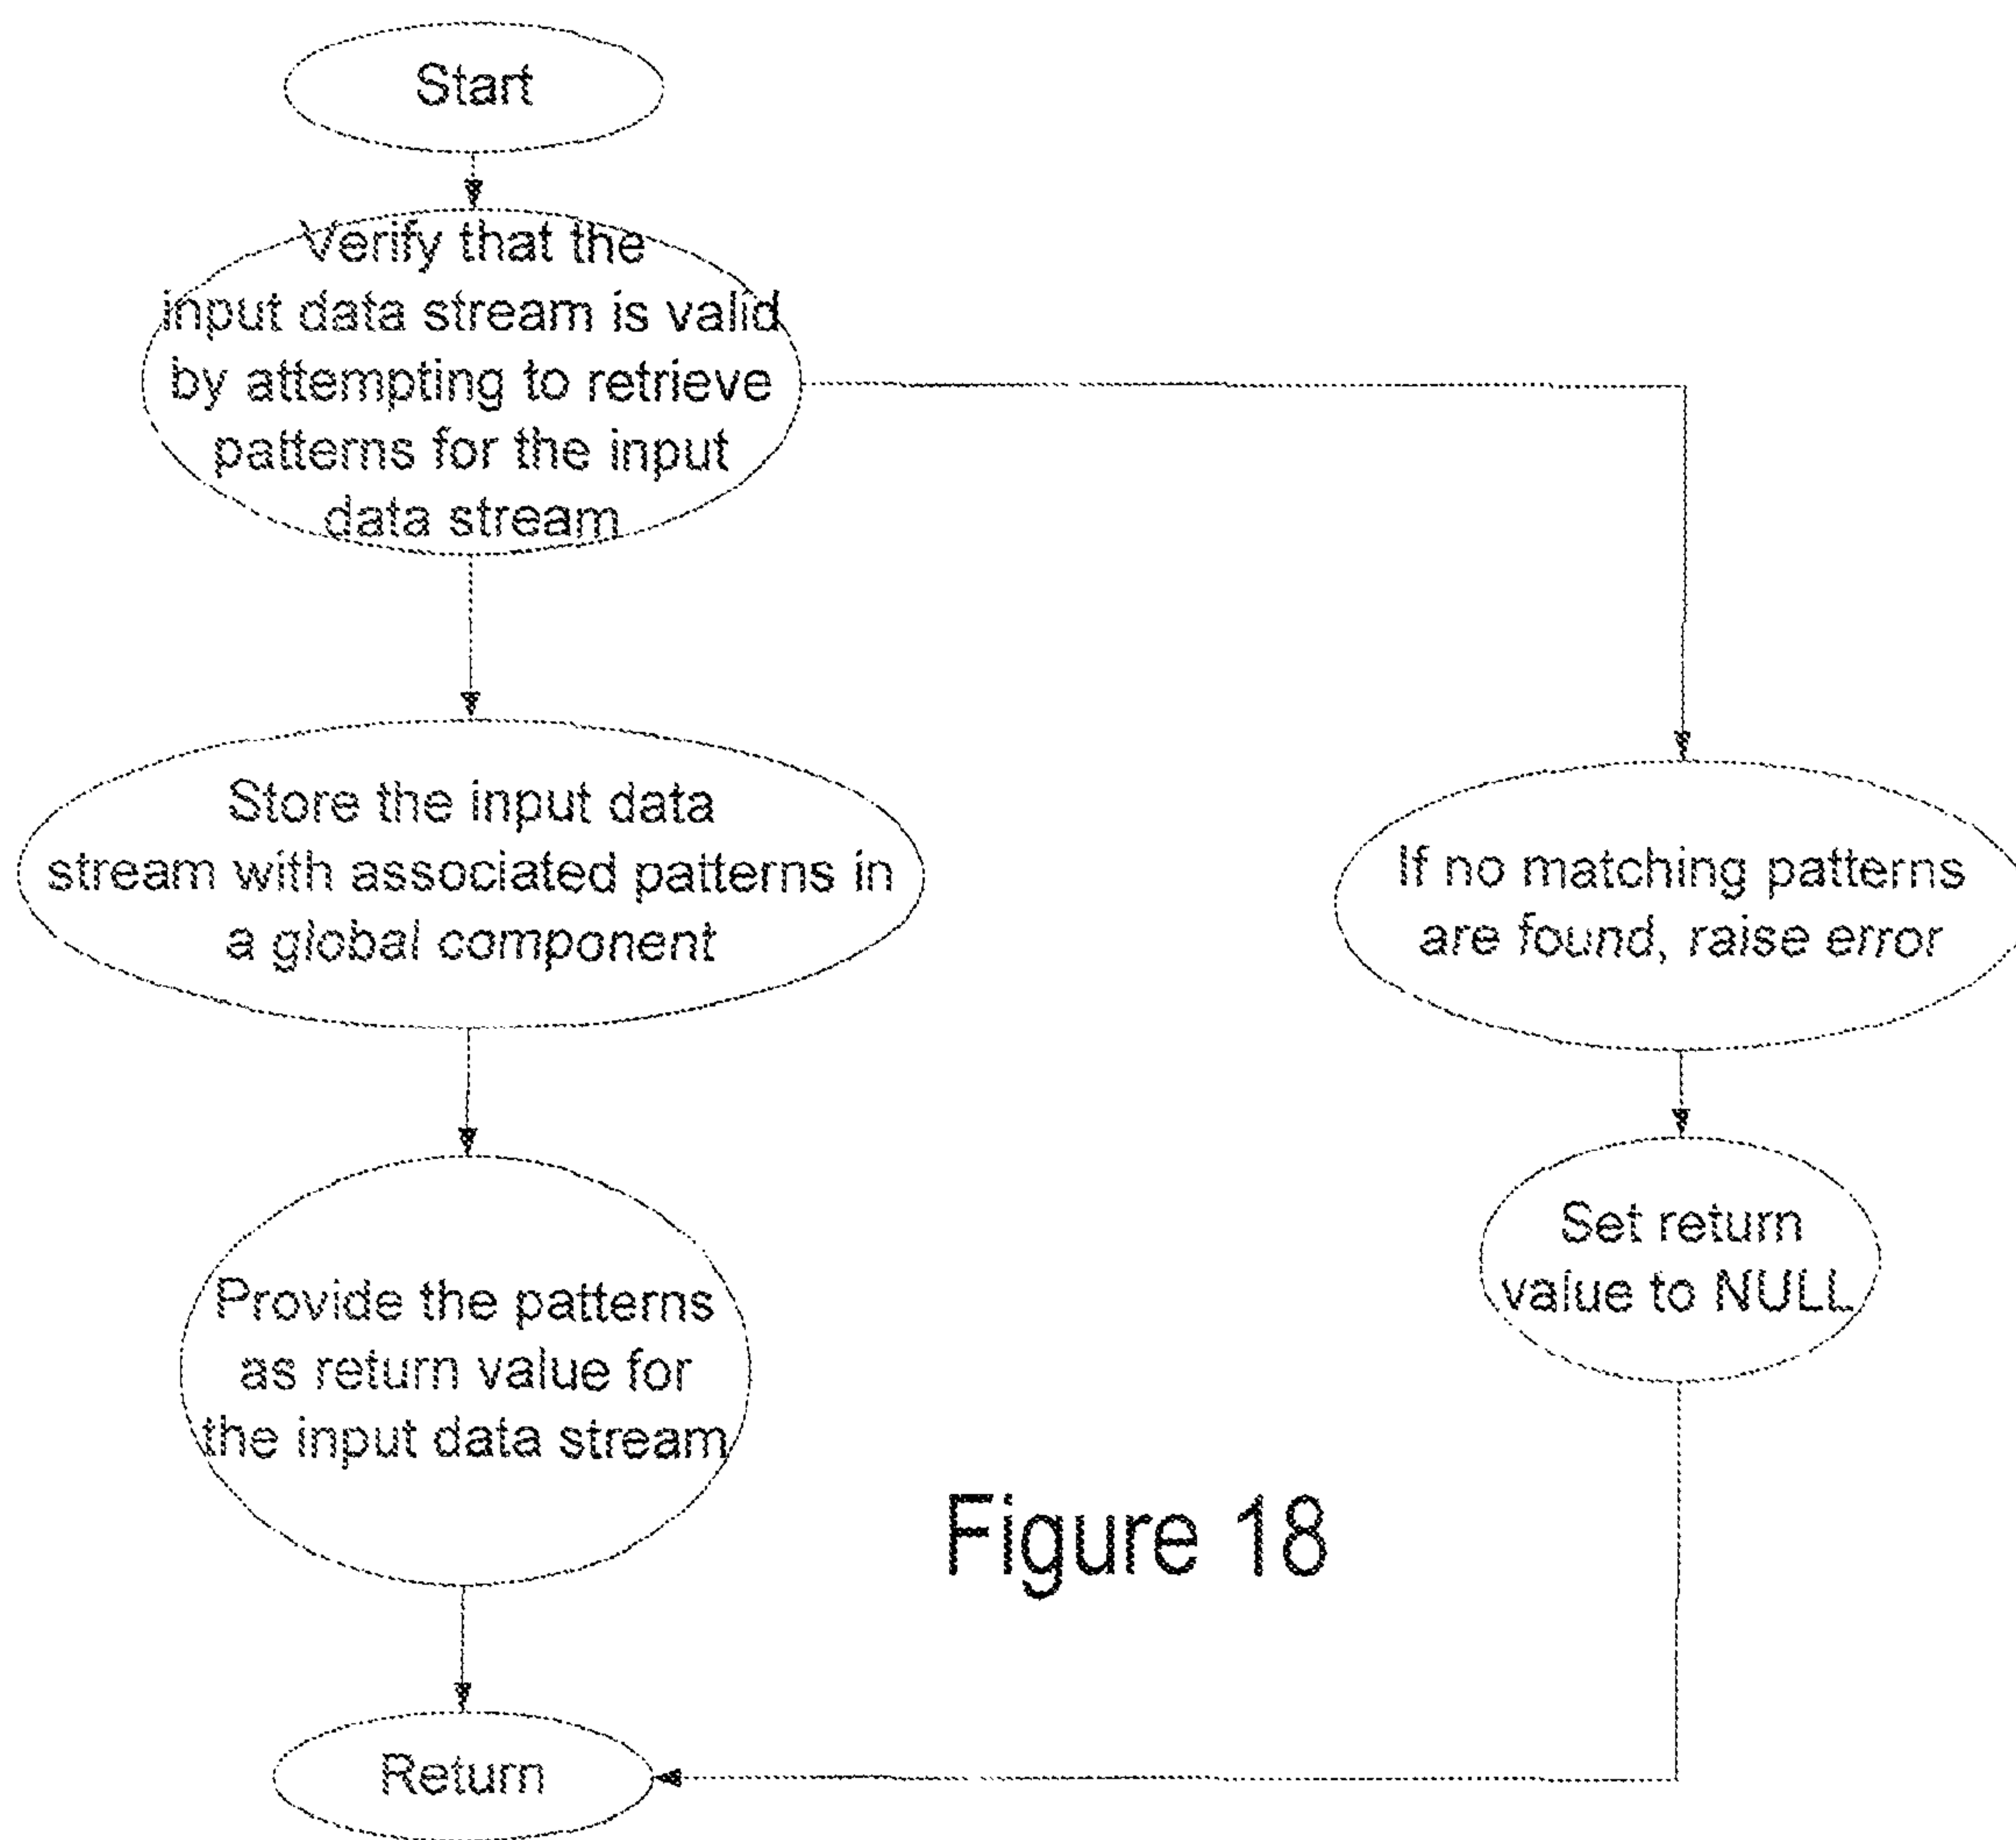 Start
Verify that the
input data stream is valid
by attempting to retrieve
patterns for the input
data stream
Store the input data
stream with associated patterns in
a global component
If no matching patterns
are found, raise error
Set return
value to NULL
Provide the patterns
as return value for
the input data stream
Figure 18
Return